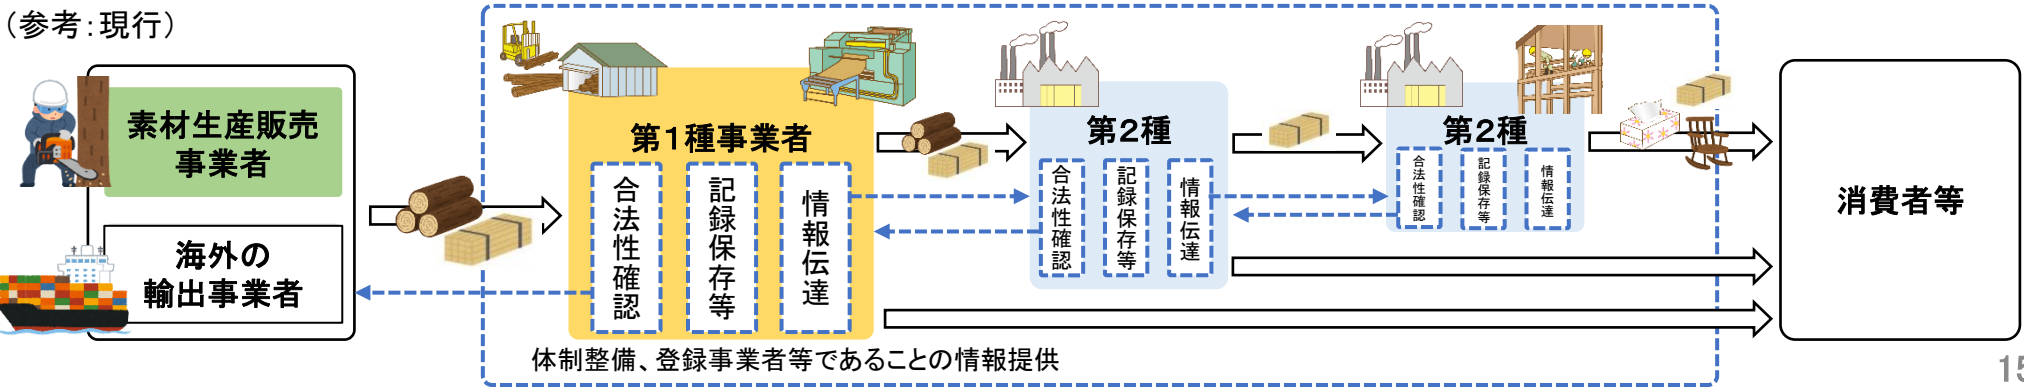 （参考：現行）
素材生産販売
事業者
海外の
輸出事業者
第１種事業者
合法性確認
記録保存等
情報伝達
第２種
合法性確認
記録保存等
情報伝達
第２種
合法性確認
記録保存等
情報伝達
消費者等
体制整備、登録事業者等であることの情報提供
15